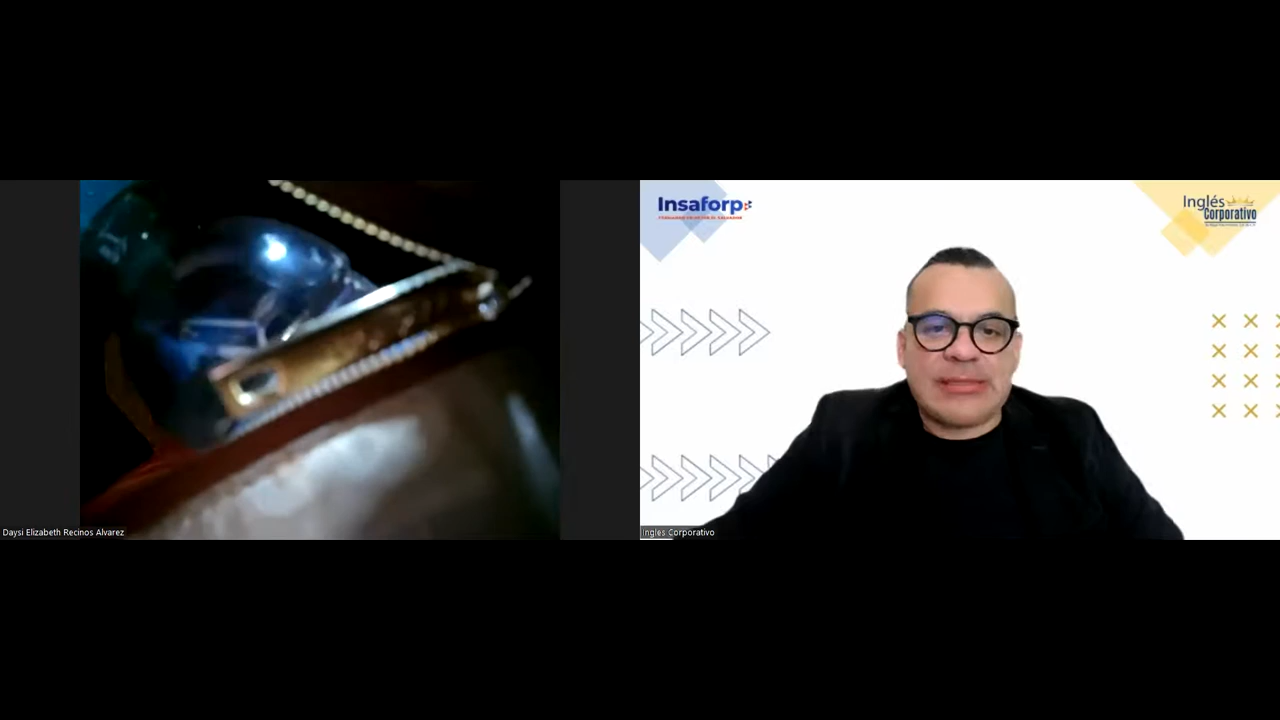 Insaforp
Inglés
Corporativo
Daysi Elizabeth Recinos Alvarez
Inglés Corporativo